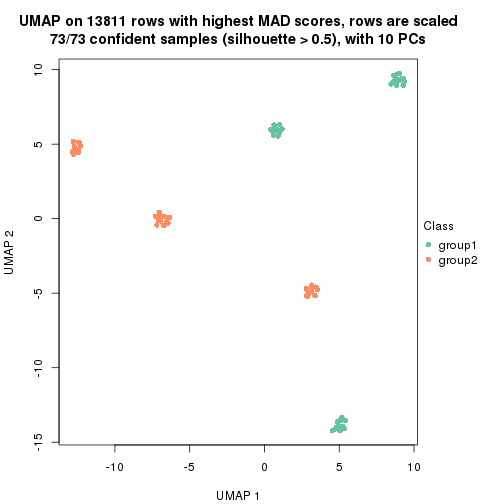 UMAP on 13811 rows with highest MAD scores, rows are scaled
73/73 confident samples (silhouette > 0.5), with 10 PCs
10
5
0
-5
-10
-15
UMAP 2
-10
-5
0
5
10
UMAP 1
Class
group1
group2